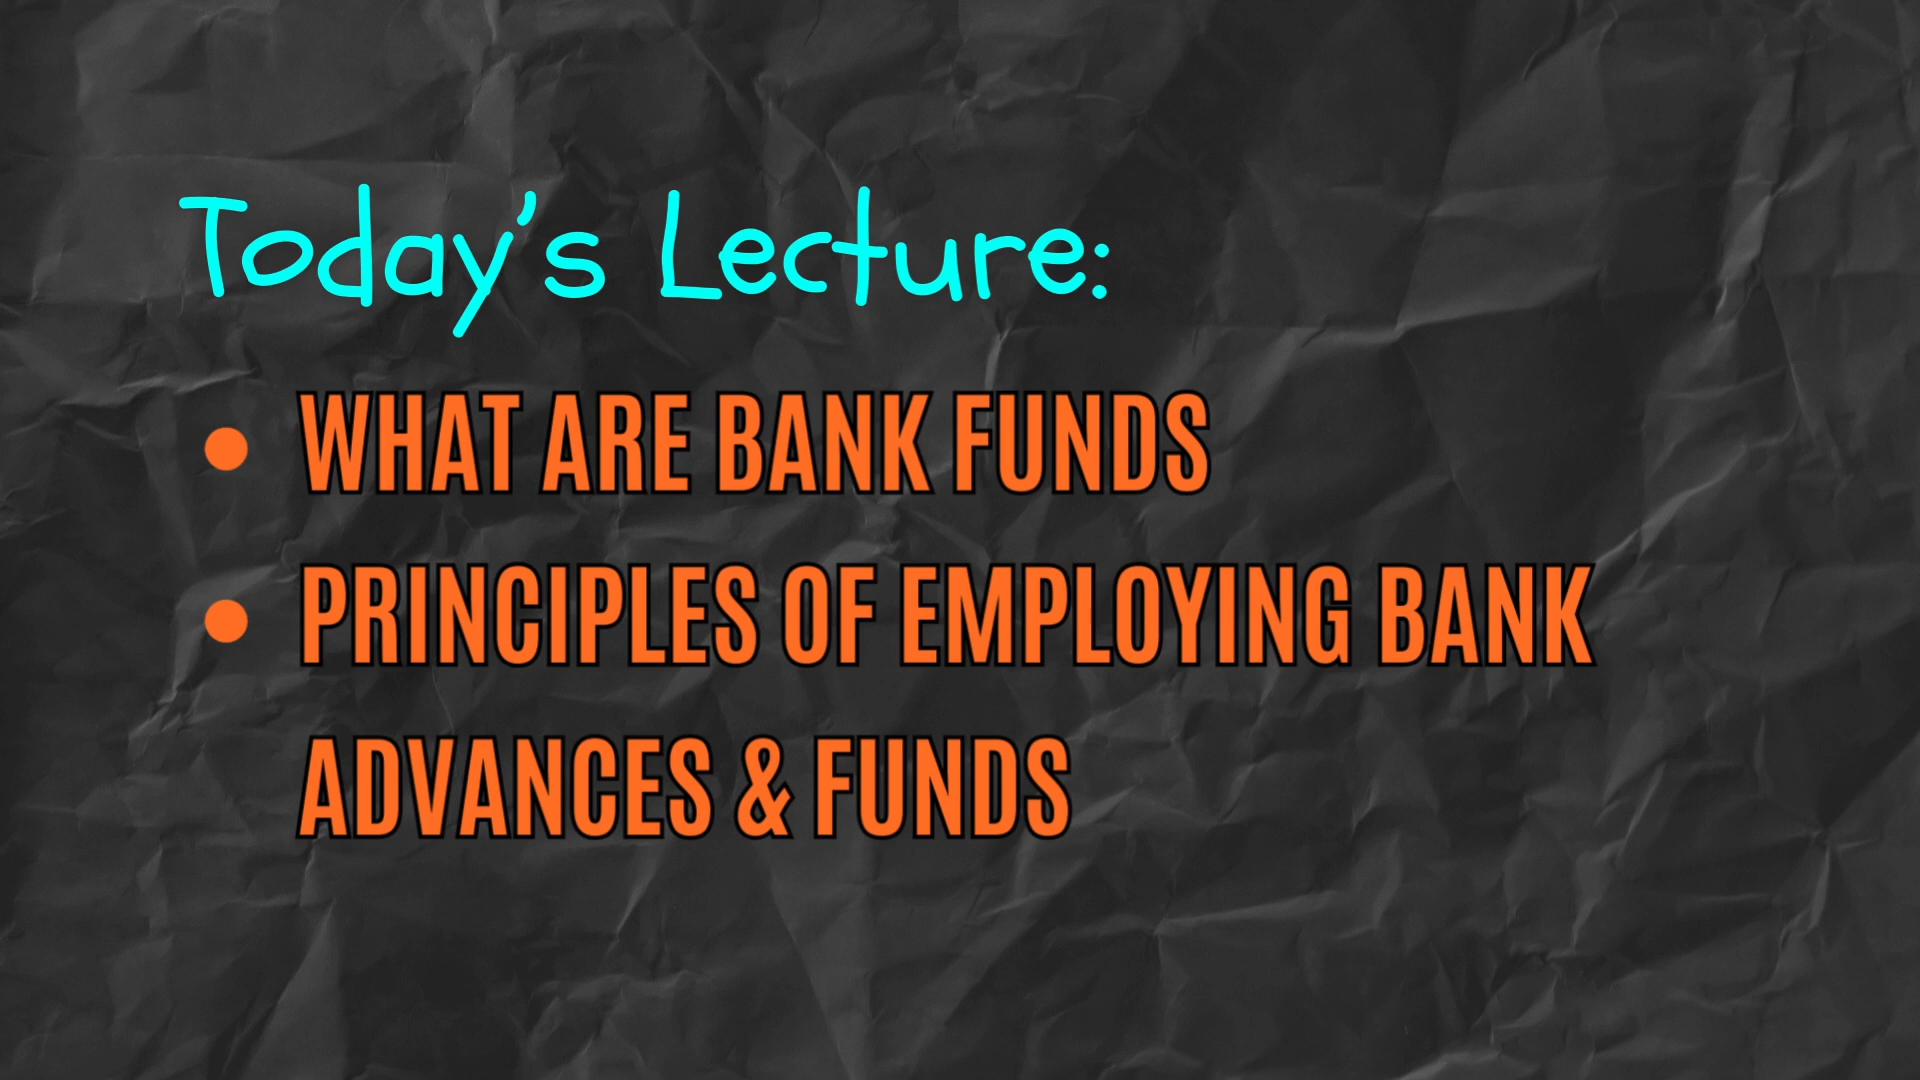 Today's Lecture:
• WHAT ARE BANK FUNDS
• PRINCIPLES OF EMPLOYING BANK
ADVANCES & FUNDS